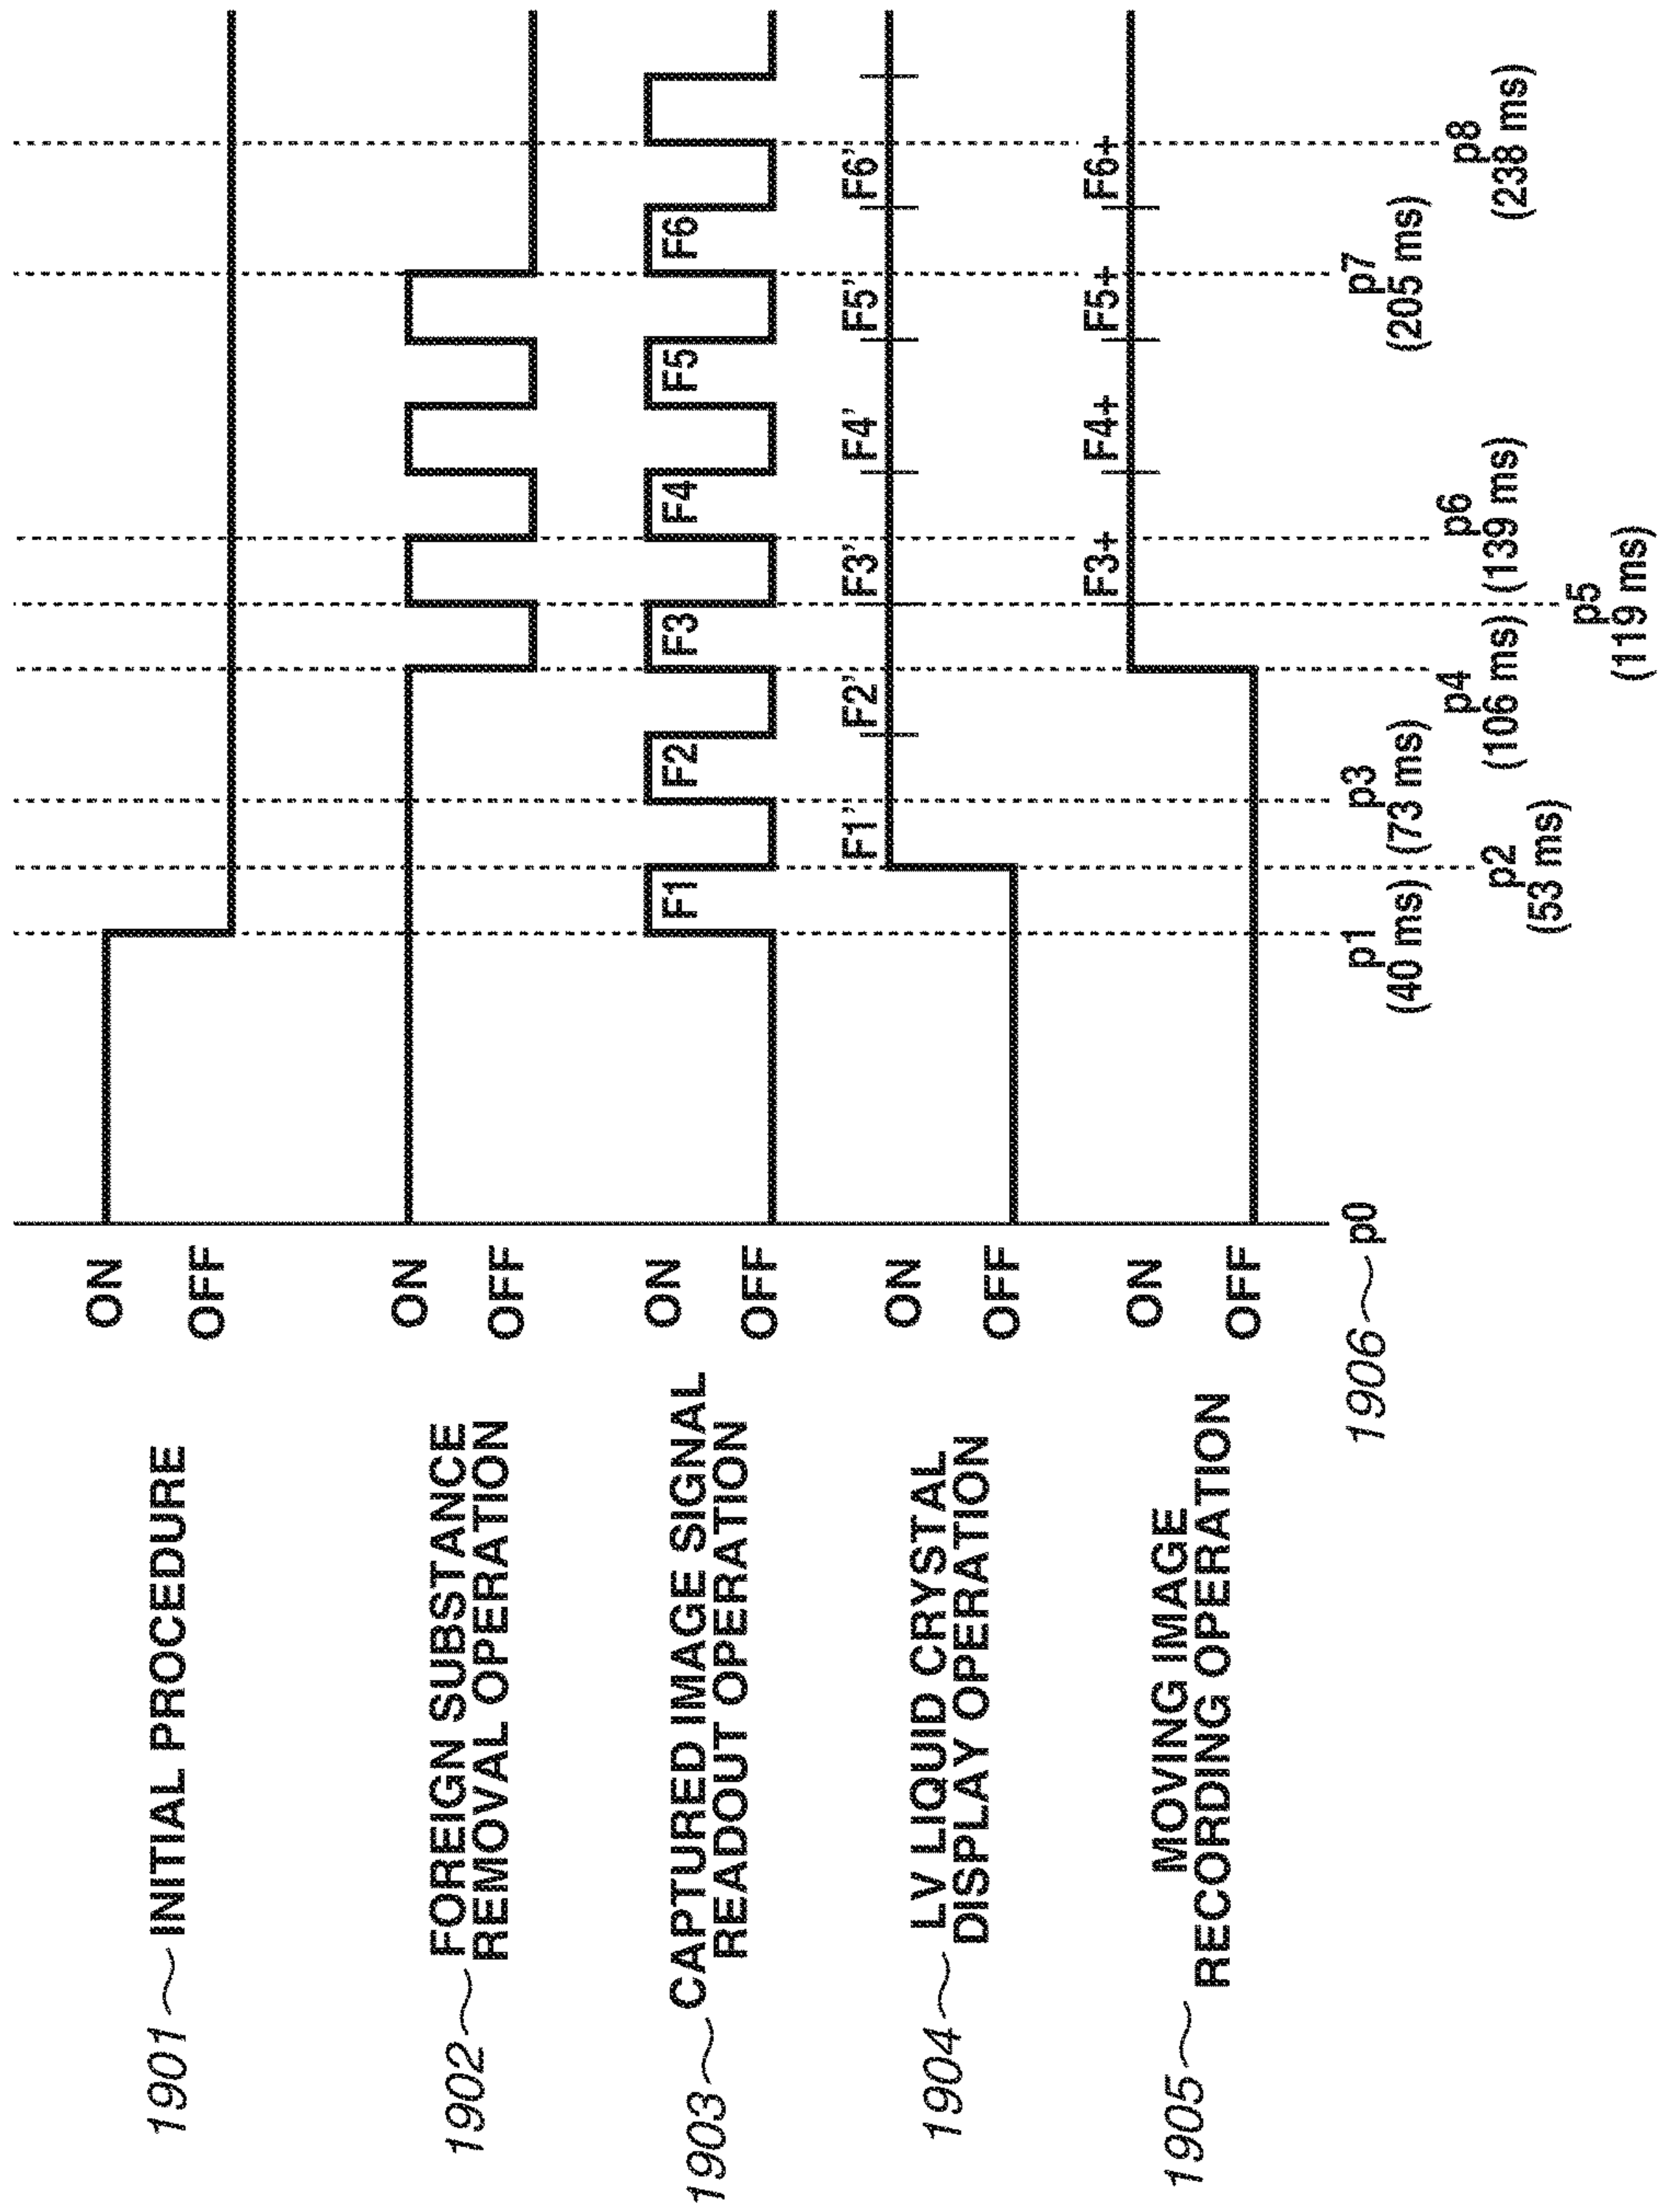 1901 INITIAL PROCEDURE
ON
OFF
1902 FOREIGN SUBSTANCE
REMOVAL OPERATION
ON
OFF
1903 CAPTURED IMAGE SIGNAL
READOUT OPERATION
ON
OFF
F1
F2
F3
F4
F5
F6
1904 LV LIQUID CRYSTAL
DISPLAY OPERATION
ON
OFF
F1'
F2'
F3'
F4'
F5'
F6'
1905 MOVING IMAGE
RECORDING OPERATION
ON
OFF
F3+
F4+
F5+
F6+
1906 p0
p1
(40 ms)
p2
(53 ms)
p3
(73 ms)
p4
(106 ms)
p5
(119 ms)
p6
(139 ms)
p7
(205 ms)
p8
(238 ms)